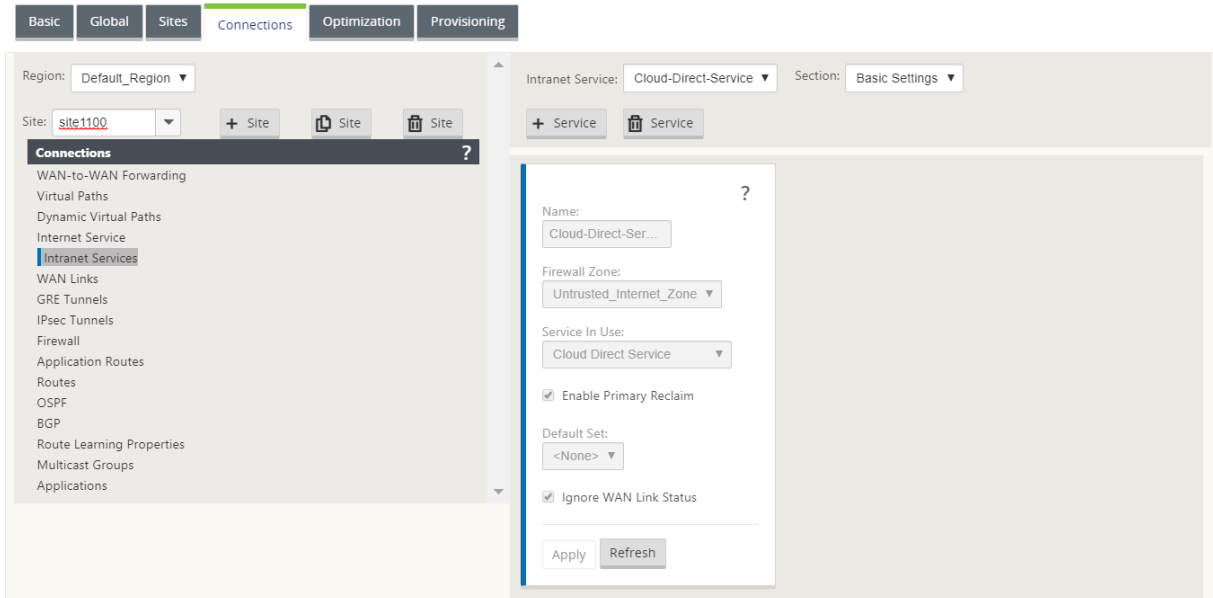 Basic Global Sites Connections Optimization Provisioning
Region: Default_Region
Site: site1100 + Site Site Site
Connections ?
WAN-to-WAN Forwarding
Virtual Paths
Dynamic Virtual Paths
Internet Service
Intranet Services
WAN Links
GRE Tunnels
IPsec Tunnels
Firewall
Application Routes
Routes
OSPF
BGP
Route Learning Properties
Multicast Groups
Applications
Intranet Service: Cloud-Direct-Service Section: Basic Settings
+ Service Service
?
Name:
Cloud-Direct-Ser...
Firewall Zone:
Untrusted_Internet_Zone
Service In Use:
Cloud Direct Service
Enable Primary Reclaim
Default Set:
<None>
Ignore WAN Link Status
Apply Refresh